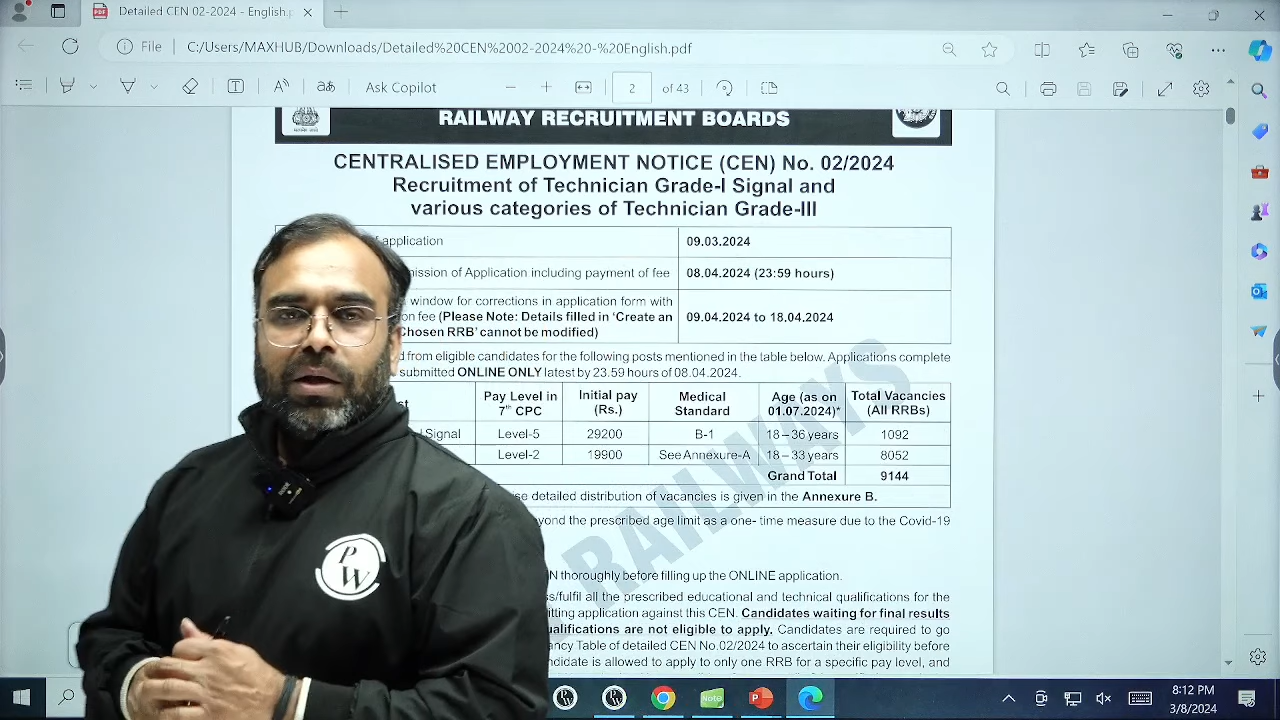 Detailed CEN 02-2024 - English.p
File
C:/Users/MAXHUB/Downloads/Detailed%20CEN%2002-2024%20-%20English.pdf
Ask Copilot
2 of 43
RAILWAY RECRUITMENT BOARDS
CENTRALISED EMPLOYMENT NOTICE (CEN) No. 02/2024
Recruitment of Technician Grade-I Signal and
various categories of Technician Grade-III
application 09.03.2024
mission of Application including payment of fee 08.04.2024 (23:59 hours)
window for corrections in application form with
on fee (Please Note: Details filled in 'Create an 09.04.2024 to 18.04.2024
Chosen RRB' cannot be modified)
d from eligible candidates for the following posts mentioned in the table below. Applications complete
submitted ONLINE ONLY latest by 23.59 hours of 08.04.2024.
st Pay Level in 7th CPC Initial pay (Rs.) Medical Standard Age (as on 01.07.2024)* Total Vacancies (All RRBs)
Signal Level-5 29200 B-1 18–36 years 1092
Level-2 19900 See Annexure-A 18–33 years 8052
Grand Total 9144
se detailed distribution of vacancies is given in the Annexure B.
yond the prescribed age limit as a one- time measure due to the Covid-19
N thoroughly before filling up the ONLINE application.
s/fulfil all the prescribed educational and technical qualifications for the
itting application against this CEN. Candidates waiting for final results
ualifications are not eligible to apply. Candidates are required to go
ncy Table of detailed CEN No.02/2024 to ascertain their eligibility before
ndidate is allowed to apply to only one RRB for a specific pay level, and
RAILWAYS
P
W
note
8:12 PM
3/8/2024